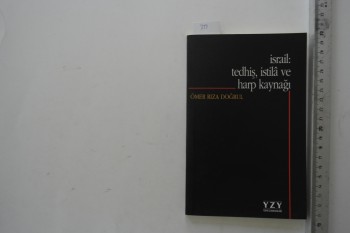 israil:
tedhiş, istilâ ve
harp kaynağı
ÖMER RIZA DOĞRUL
YZY